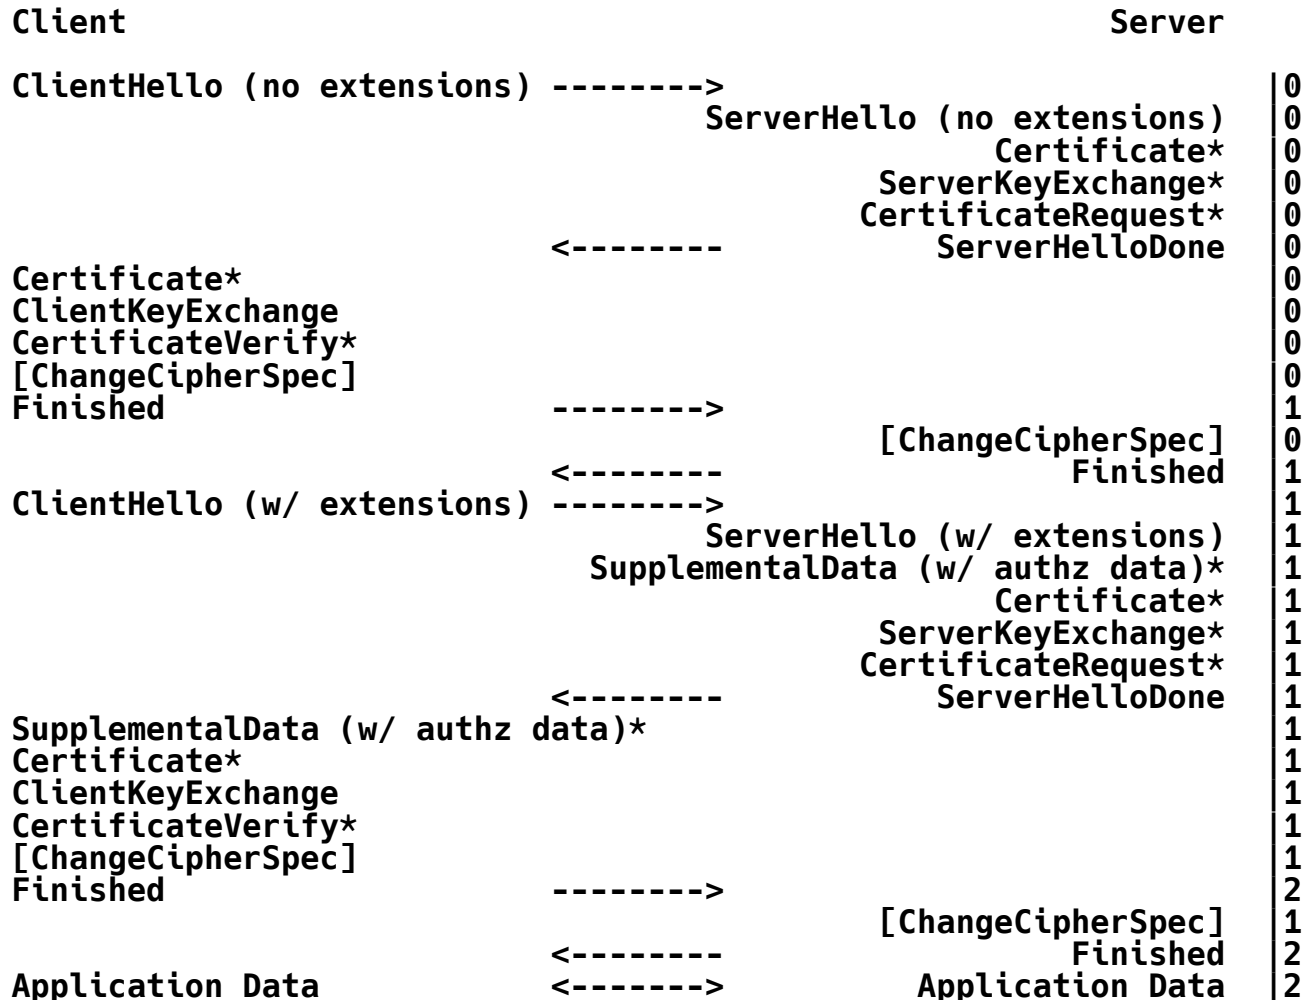 Client                                                   Server

ClientHello (no extensions) -------->                            |0
                                    ServerHello (no extensions)  |0
                                                   Certificate*  |0
                                             ServerKeyExchange*  |0
                                            CertificateRequest*  |0
                            <--------           ServerHelloDone  |0
Certificate*                                                     |0
ClientKeyExchange                                                |0
CertificateVerify*                                               |0
[ChangeCipherSpec]                                               |0
Finished                    -------->                            |1
                                             [ChangeCipherSpec]  |0
                            <--------                  Finished  |1
ClientHello (w/ extensions) -------->                            |1
                                    ServerHello (w/ extensions)  |1
                              SupplementalData (w/ authz data)*  |1
                                                   Certificate*  |1
                                             ServerKeyExchange*  |1
                                            CertificateRequest*  |1
                            <--------           ServerHelloDone  |1
SupplementalData (w/ authz data)*                                |1
Certificate*                                                     |1
ClientKeyExchange                                                |1
CertificateVerify*                                               |1
[ChangeCipherSpec]                                               |1
Finished                    -------->                            |2
                                             [ChangeCipherSpec]  |1
                            <--------                  Finished  |2
Application Data            <------->          Application Data  |2